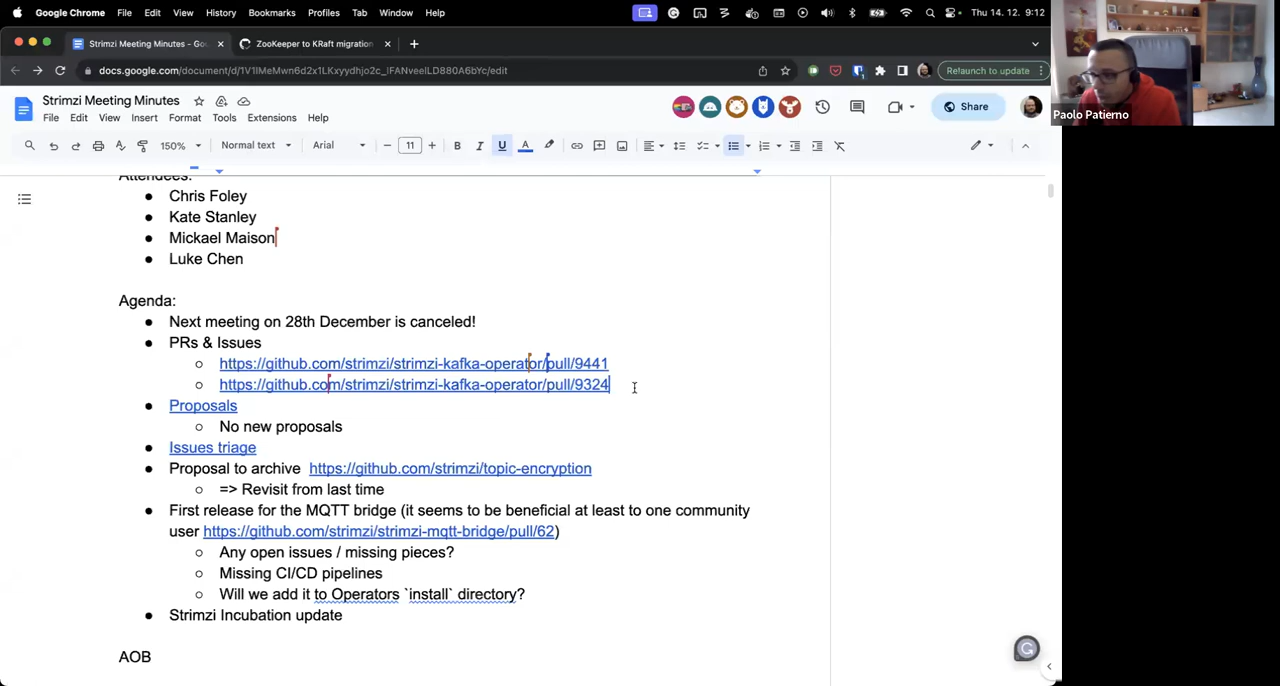 Google Chrome File Edit View History Bookmarks Profiles Tab Window Help Thu 14. 12. 9:12
Strimzi Meeting Minutes - Goo ZooKeeper to KRaft migration
docs.google.com/document/d/1V1lMeMwn6d2x1LKxyydhjo2c_lFANveelLD880A6bYc/edit Relaunch to update
Strimzi Meeting Minutes
File Edit View Insert Format Tools Extensions Help
Share
Paolo Patierno
150% Normal text Arial 11
Attendees:
Chris Foley
Kate Stanley
Mickael Maison
Luke Chen
Agenda:
Next meeting on 28th December is canceled!
PRs & Issues
https://github.com/strimzi/strimzi-kafka-operator/pull/9441
https://github.com/strimzi/strimzi-kafka-operator/pull/9324
Proposals
No new proposals
Issues triage
Proposal to archive https://github.com/strimzi/topic-encryption
=> Revisit from last time
First release for the MQTT bridge (it seems to be beneficial at least to one community
user https://github.com/strimzi/strimzi-mqtt-bridge/pull/62)
Any open issues / missing pieces?
Missing CI/CD pipelines
Will we add it to Operators `install` directory?
Strimzi Incubation update
AOB